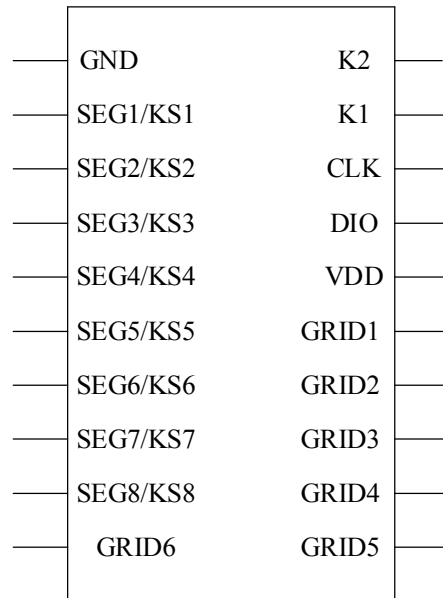 GND K2
SEG1/KS1 K1
SEG2/KS2 CLK
SEG3/KS3 DIO
SEG4/KS4 VDD
SEG5/KS5 GRID1
SEG6/KS6 GRID2
SEG7/KS7 GRID3
SEG8/KS8 GRID4
GRID6 GRID5